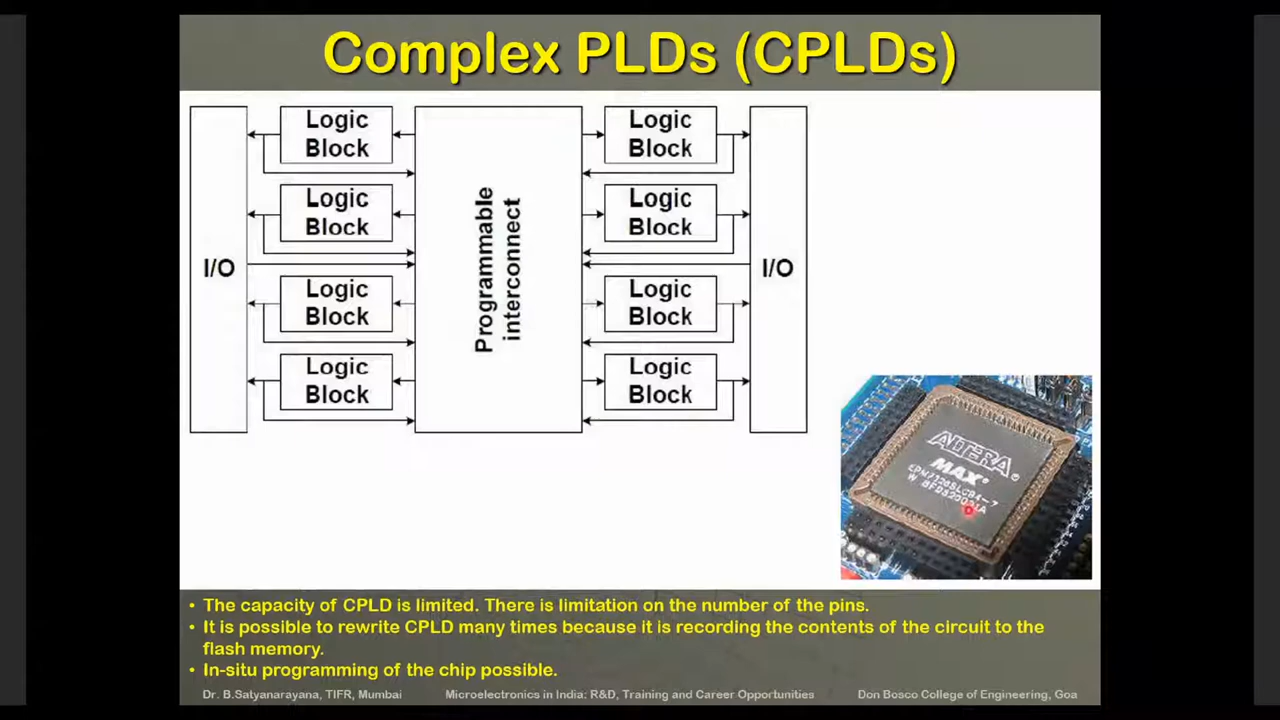 Complex PLDs (CPLDs)
Logic
Block
Logic
Block
Logic
Block
Logic
Block
I/O
Programmable
interconnect
Logic
Block
Logic
Block
Logic
Block
Logic
Block
I/O
ALTERA
MAX
• The capacity of CPLD is limited. There is limitation on the number of the pins.
• It is possible to rewrite CPLD many times because it is recording the contents of the circuit to the
flash memory.
• In-situ programming of the chip possible.
Dr. B.Satyanarayana, TIFR, Mumbai
Microelectronics in India: R&D, Training and Career Opportunities
Don Bosco College of Engineering, Goa